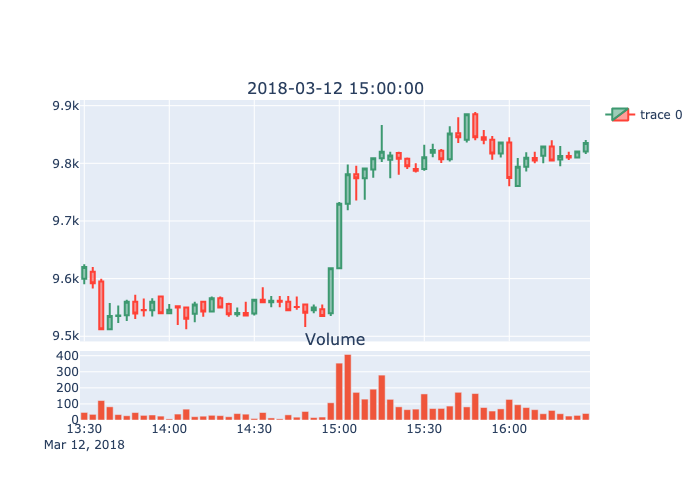 2018-03-12 15:00:00
9.9k
9.8k
9.7k
9.6k
9.5k
trace 0
Volume
400
300
200
100
0
13:30 14:00 14:30 15:00 15:30 16:00
Mar 12, 2018